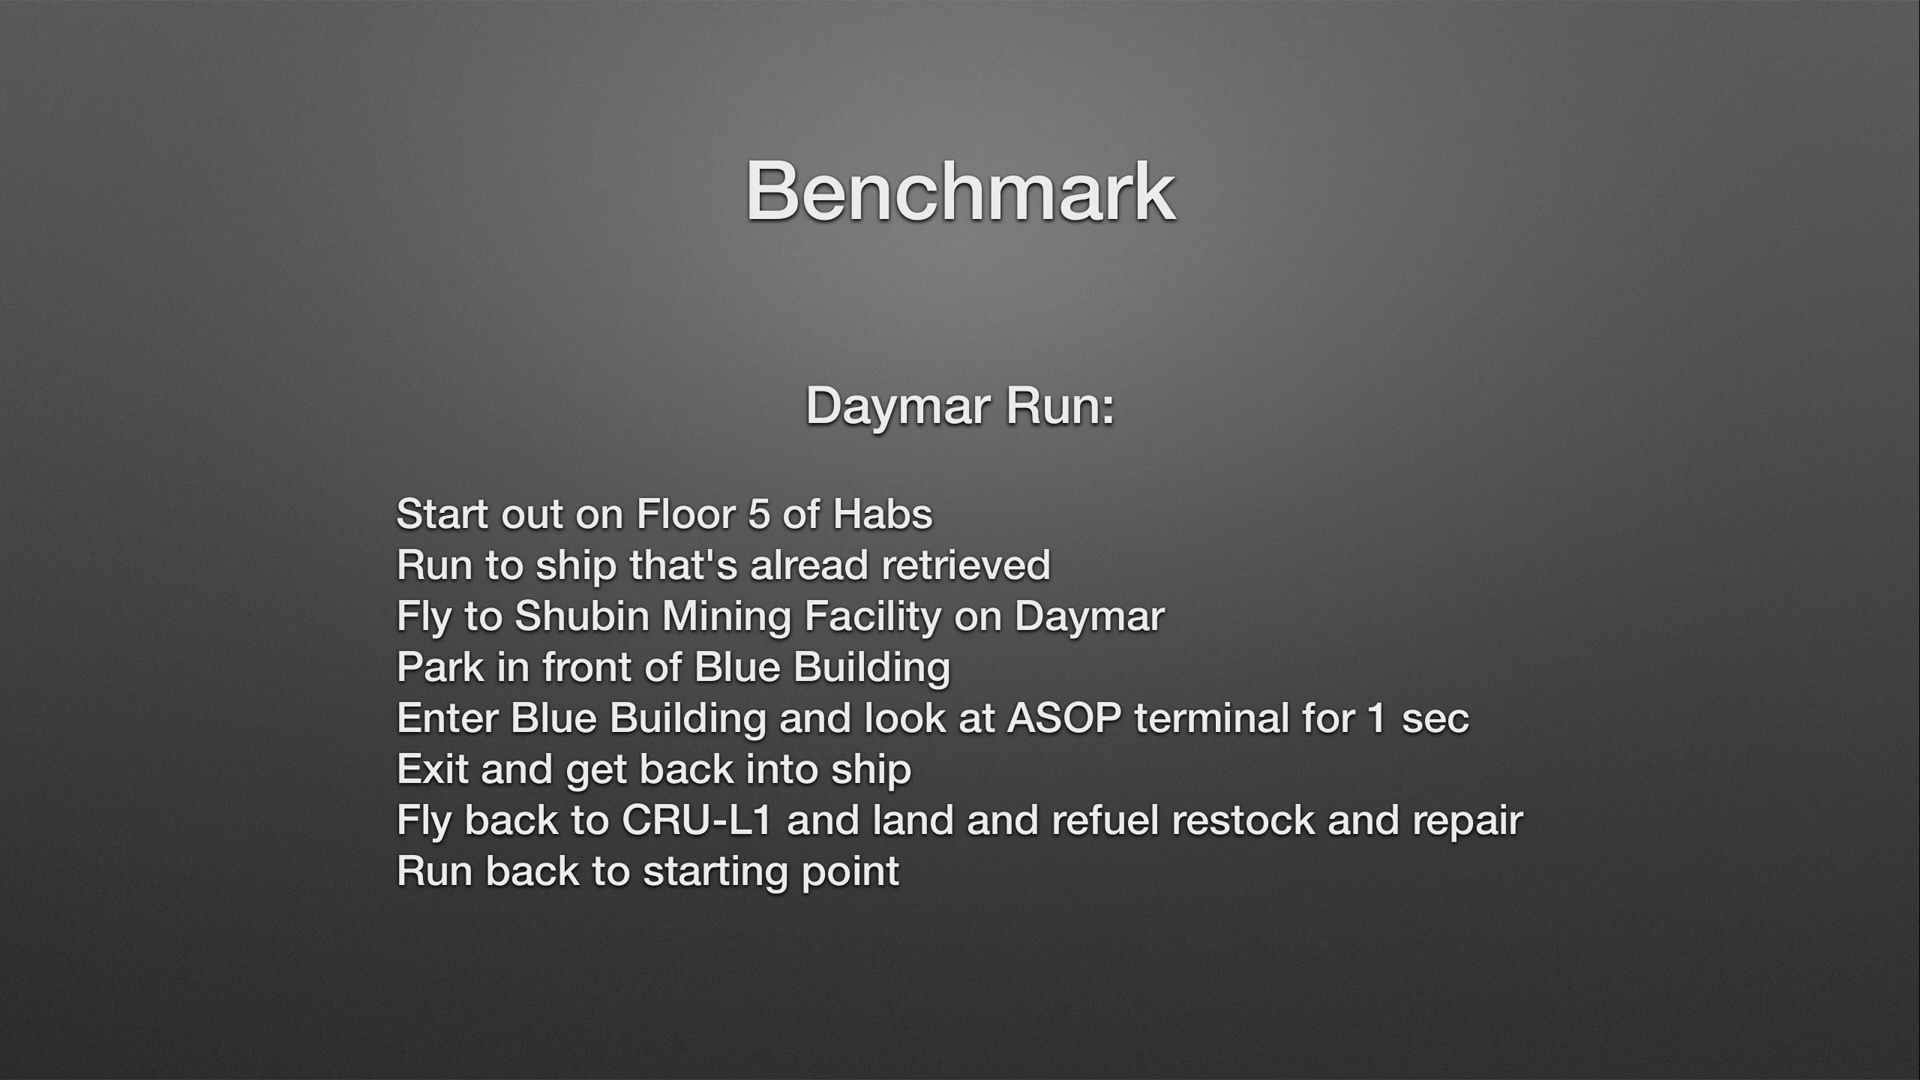 Benchmark
Daymar Run:
Start out on Floor 5 of Habs
Run to ship that's alread retrieved
Fly to Shubin Mining Facility on Daymar
Park in front of Blue Building
Enter Blue Building and look at ASOP terminal for 1 sec
Exit and get back into ship
Fly back to CRU-L1 and land and refuel restock and repair
Run back to starting point